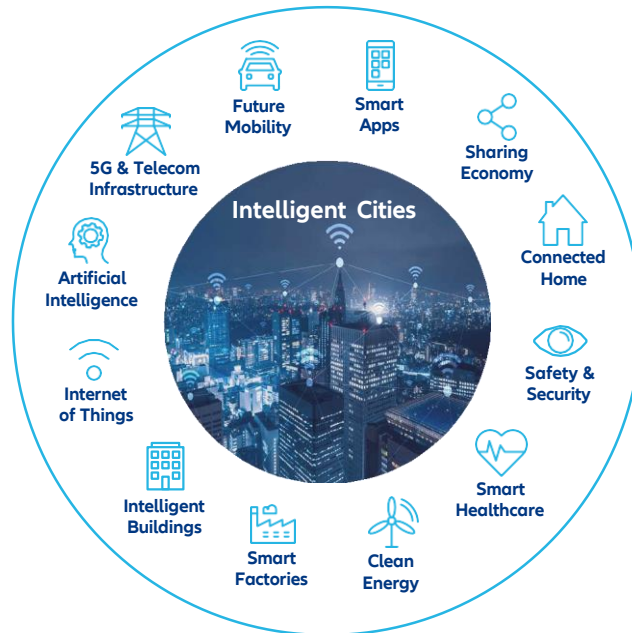 Future
Mobility
Smart
Apps
Sharing
Economy
5G & Telecom
Infrastructure
Intelligent Cities
Connected
Home
Artificial
Intelligence
Safety &
Security
Internet
of Things
Smart
Healthcare
Intelligent
Buildings
Smart
Factories
Clean
Energy